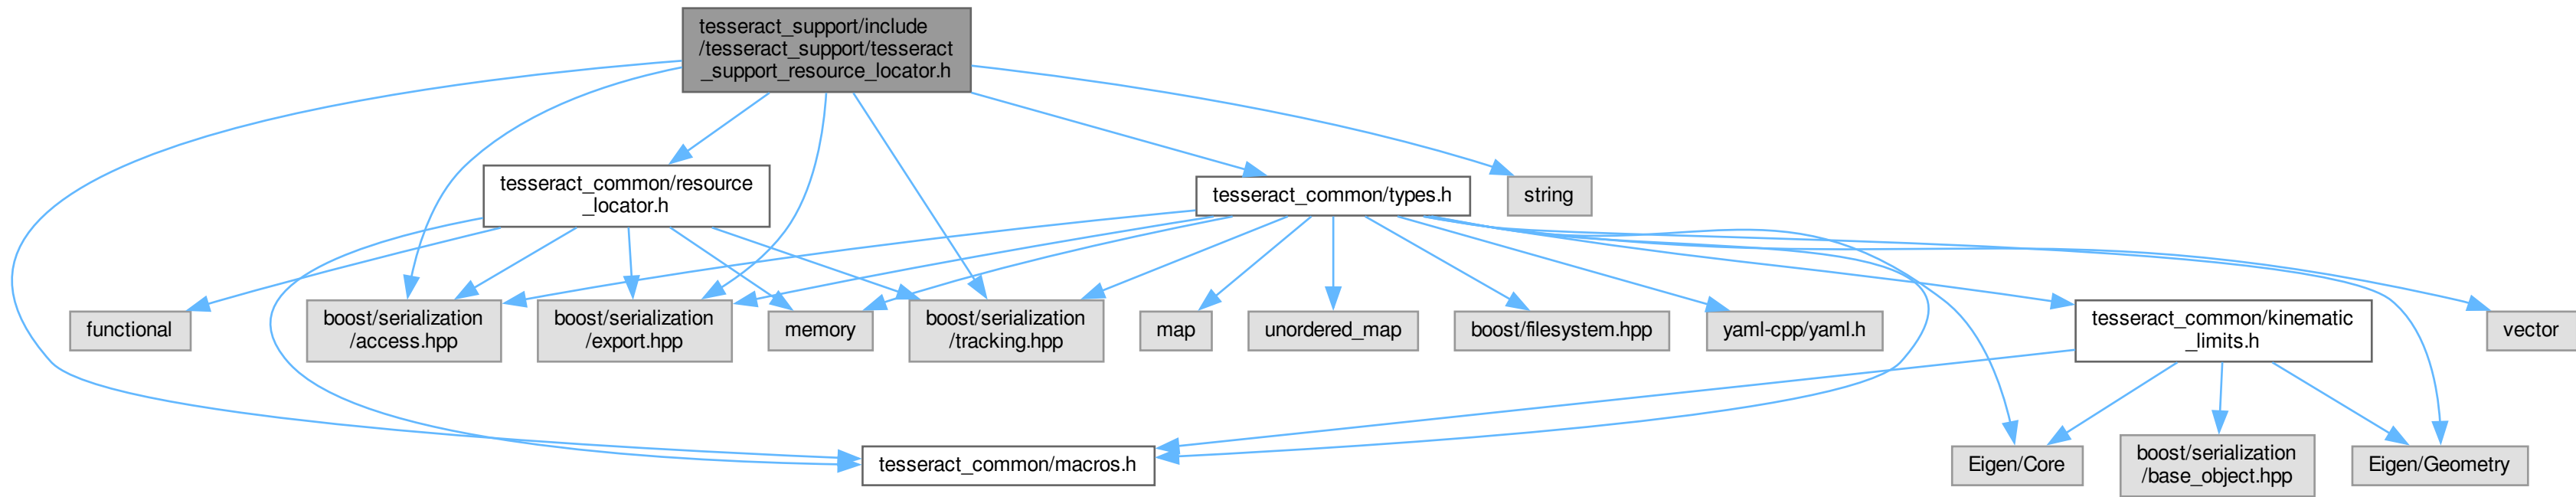 tesseract_support/include
/tesseract_support/tesseract
_support_resource_locator.h
tesseract_common/resource
_locator.h
tesseract_common/types.h
string
functional
boost/serialization
/access.hpp
boost/serialization
/export.hpp
memory
boost/serialization
/tracking.hpp
map
unordered_map
boost/filesystem.hpp
yaml-cpp/yaml.h
tesseract_common/kinematic
_limits.h
vector
tesseract_common/macros.h
Eigen/Core
boost/serialization
/base_object.hpp
Eigen/Geometry